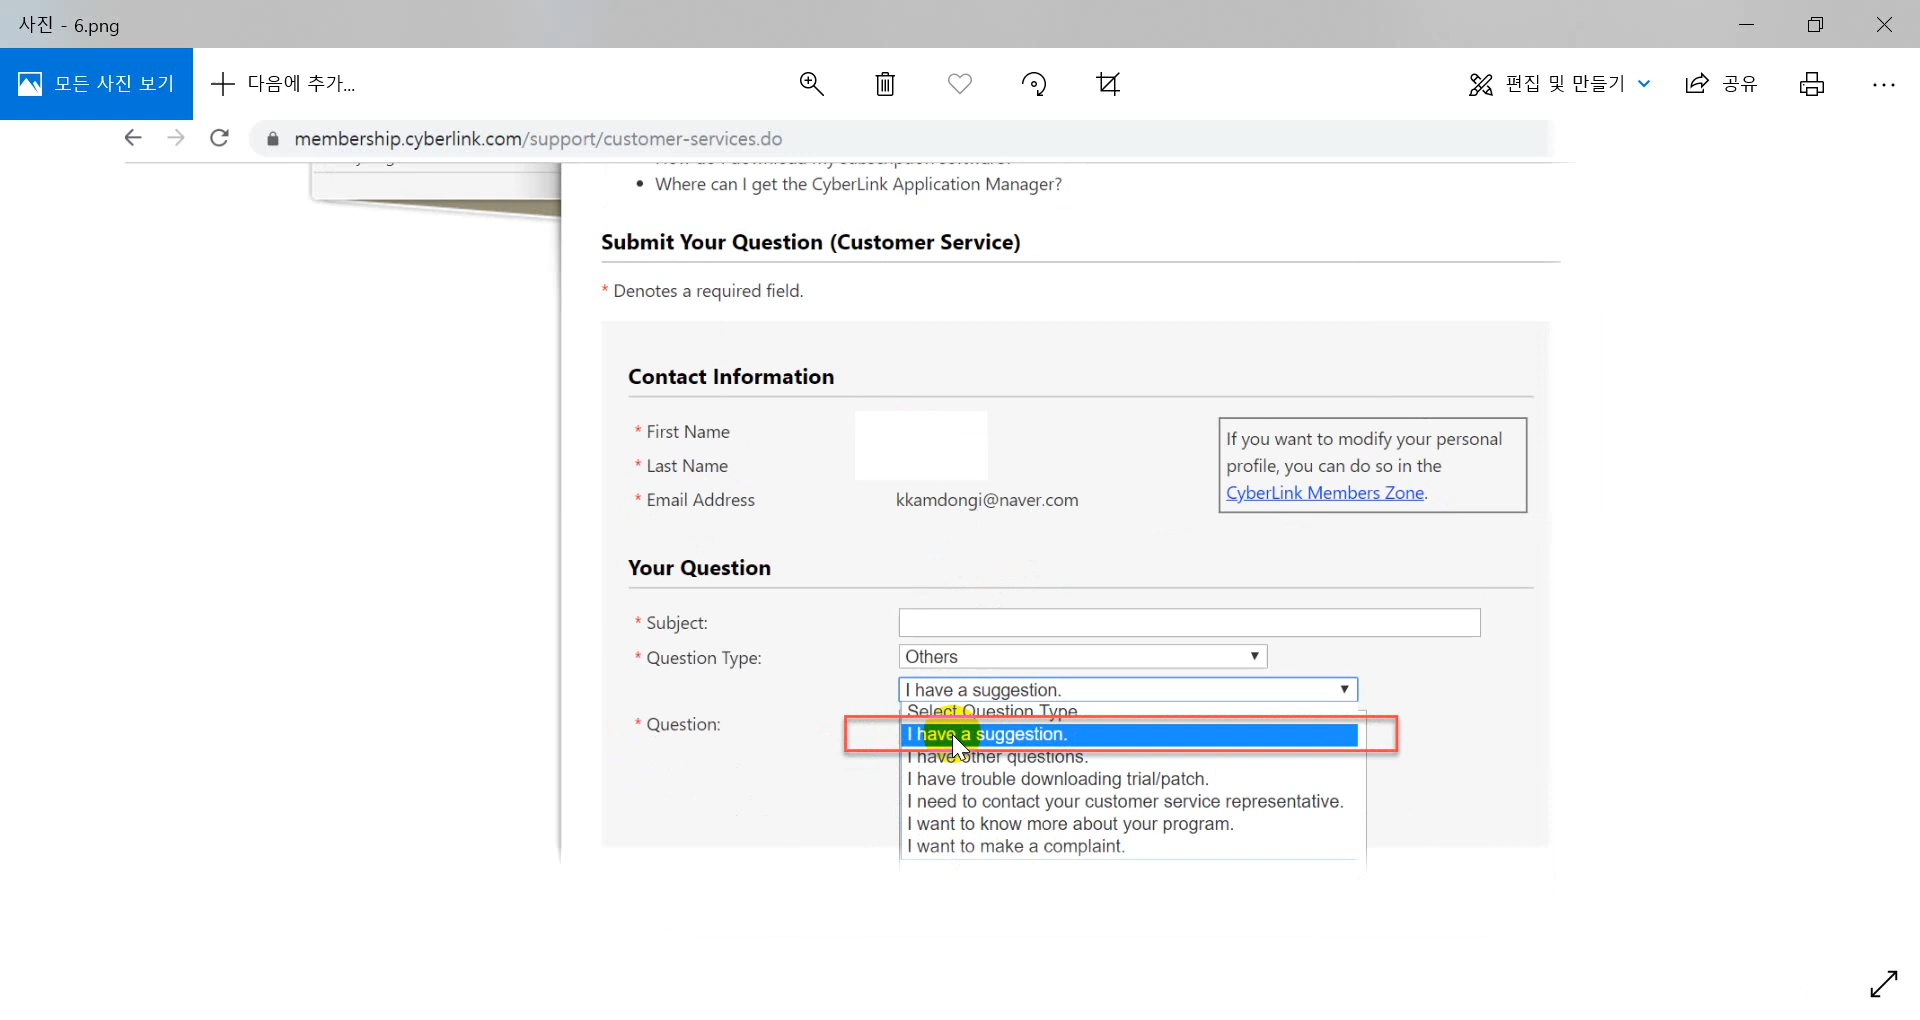 사진 - 6.png
모든 사진 보기
다음에 추가...
편집 및 만들기
공유
membership.cyberlink.com/support/customer-services.do
• Where can I get the CyberLink Application Manager?
Submit Your Question (Customer Service)
* Denotes a required field.
Contact Information
* First Name
* Last Name
* Email Address kkamdongi@naver.com
If you want to modify your personal
profile, you can do so in the
CyberLink Members Zone.
Your Question
* Subject:
* Question Type: Others
I have a suggestion.
Select Question Type
* Question:
I have a suggestion.
I have other questions.
I have trouble downloading trial/patch.
I need to contact your customer service representative.
I want to know more about your program.
I want to make a complaint.